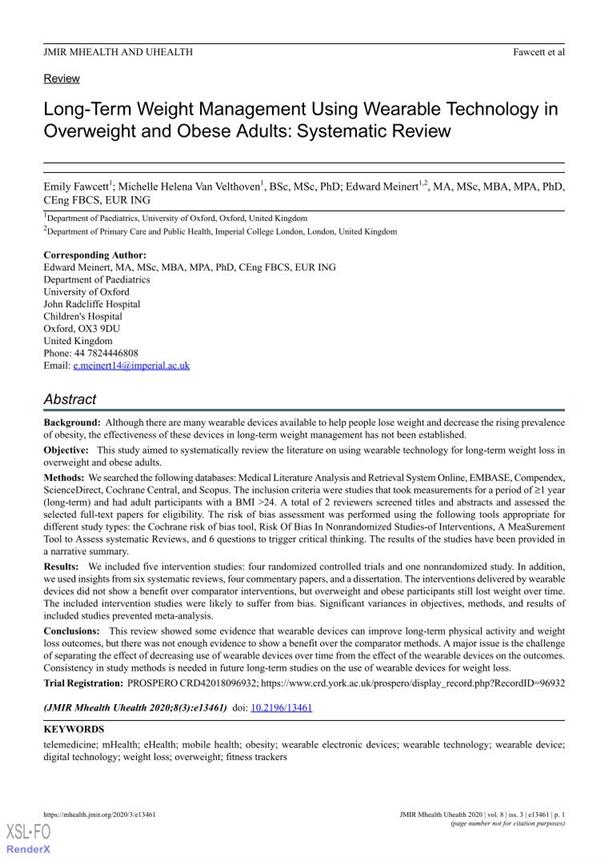 JMIR MHEALTH AND UHEALTH
Fawcett et al
Review
Long-Term Weight Management Using Wearable Technology in
Overweight and Obese Adults: Systematic Review
Emily Fawcett1; Michelle Helena Van Velthoven1, BSc, MSc, PhD; Edward Meinert1,2, MA, MSc, MBA, MPA, PhD,
CEng FBCS, EUR ING
1Department of Paediatrics, University of Oxford, Oxford, United Kingdom
2Department of Primary Care and Public Health, Imperial College London, London, United Kingdom
Corresponding Author:
Edward Meinert, MA, MSc, MBA, MPA, PhD, CEng FBCS, EUR ING
Department of Paediatrics
University of Oxford
John Radcliffe Hospital
Children's Hospital
Oxford, OX3 9DU
United Kingdom
Phone: 44 7824446808
Email: e.meinert14@imperial.ac.uk
Abstract
Background: Although there are many wearable devices available to help people lose weight and decrease the rising prevalence
of obesity, the effectiveness of these devices in long-term weight management has not been established.
Objective: This study aimed to systematically review the literature on using wearable technology for long-term weight loss in
overweight and obese adults.
Methods: We searched the following databases: Medical Literature Analysis and Retrieval System Online, EMBASE, Compendex,
ScienceDirect, Cochrane Central, and Scopus. The inclusion criteria were studies that took measurements for a period of ≥1 year
(long-term) and had adult participants with a BMI >24. A total of 2 reviewers screened titles and abstracts and assessed the
selected full-text papers for eligibility. The risk of bias assessment was performed using the following tools appropriate for
different study types: the Cochrane risk of bias tool, Risk Of Bias In Nonrandomized Studies-of Interventions, A MeaSurement
Tool to Assess systematic Reviews, and 6 questions to trigger critical thinking. The results of the studies have been provided in
a narrative summary.
Results: We included five intervention studies: four randomized controlled trials and one nonrandomized study. In addition,
we used insights from six systematic reviews, four commentary papers, and a dissertation. The interventions delivered by wearable
devices did not show a benefit over comparator interventions, but overweight and obese participants still lost weight over time.
The included intervention studies were likely to suffer from bias. Significant variances in objectives, methods, and results of
included studies prevented meta-analysis.
Conclusions: This review showed some evidence that wearable devices can improve long-term physical activity and weight
loss outcomes, but there was not enough evidence to show a benefit over the comparator methods. A major issue is the challenge
of separating the effect of decreasing use of wearable devices over time from the effect of the wearable devices on the outcomes.
Consistency in study methods is needed in future long-term studies on the use of wearable devices for weight loss.
Trial Registration: PROSPERO CRD42018096932; https://www.crd.york.ac.uk/prospero/display_record.php?RecordID=96932
(JMIR Mhealth Uhealth 2020;8(3):e13461) doi: 10.2196/13461
KEYWORDS
telemedicine; mHealth; eHealth; mobile health; obesity; wearable electronic devices; wearable technology; wearable device;
digital technology; weight loss; overweight; fitness trackers
https://mhealth.jmir.org/2020/3/e13461
JMIR Mhealth Uhealth 2020 | vol. 8 | iss. 3 | e13461 | p. 1
(page number not for citation purposes)
XSL•FO
RenderX